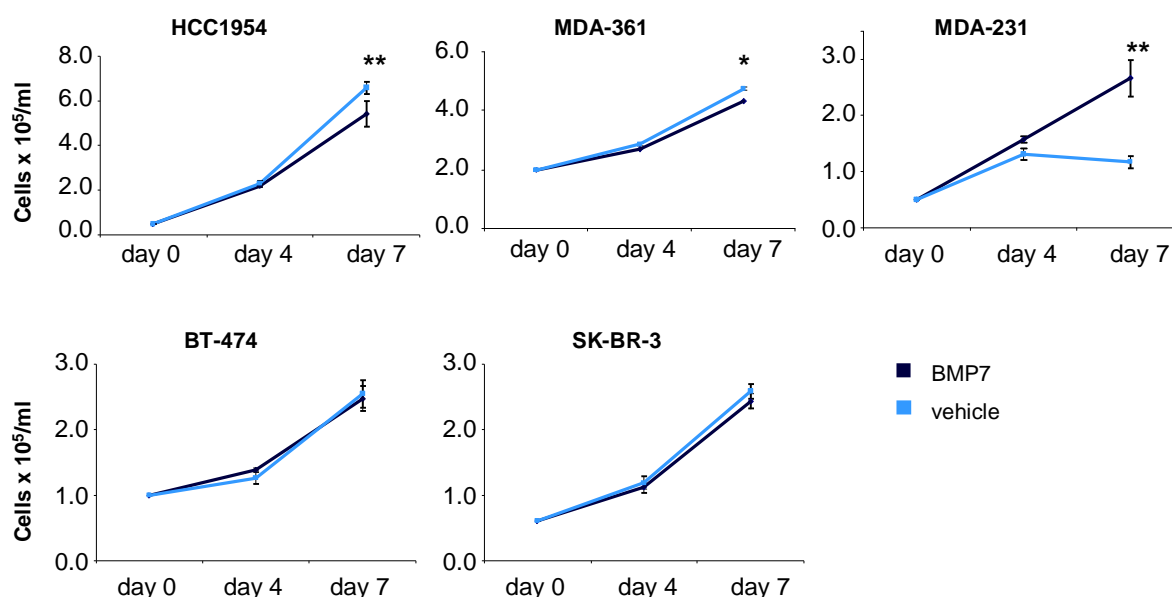 HCC1954
MDA-361
MDA-231
Cells x 10⁵/ml
8.0
6.0
4.0
2.0
0.0
**
day 0
day 4
day 7
6.0
4.0
2.0
0.0
*
day 0
day 4
day 7
3.0
2.0
1.0
0.0
**
day 0
day 4
day 7
BT-474
SK-BR-3
Cells x 10⁵/ml
3.0
2.0
1.0
0.0
day 0
day 4
day 7
3.0
2.0
1.0
0.0
day 0
day 4
day 7
BMP7
vehicle